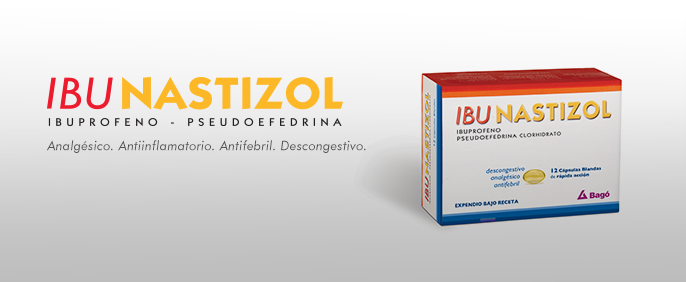 IBUNASTIZOL
IBUPROFENO - PSEUDOEFEDRINA
Analgésico. Antiinflamatorio. Antifebril. Descongestivo.
IBUNASTIZOL
IBUPROFENO
PSEUDOEFEDRINA CLORHIDRATO
descongestivo
analgésico
antifebril
12 Cápsulas Blandas
de rápida acción
EXPENDIO BAJO RECETA
Bagó
IBUNASTIZOL